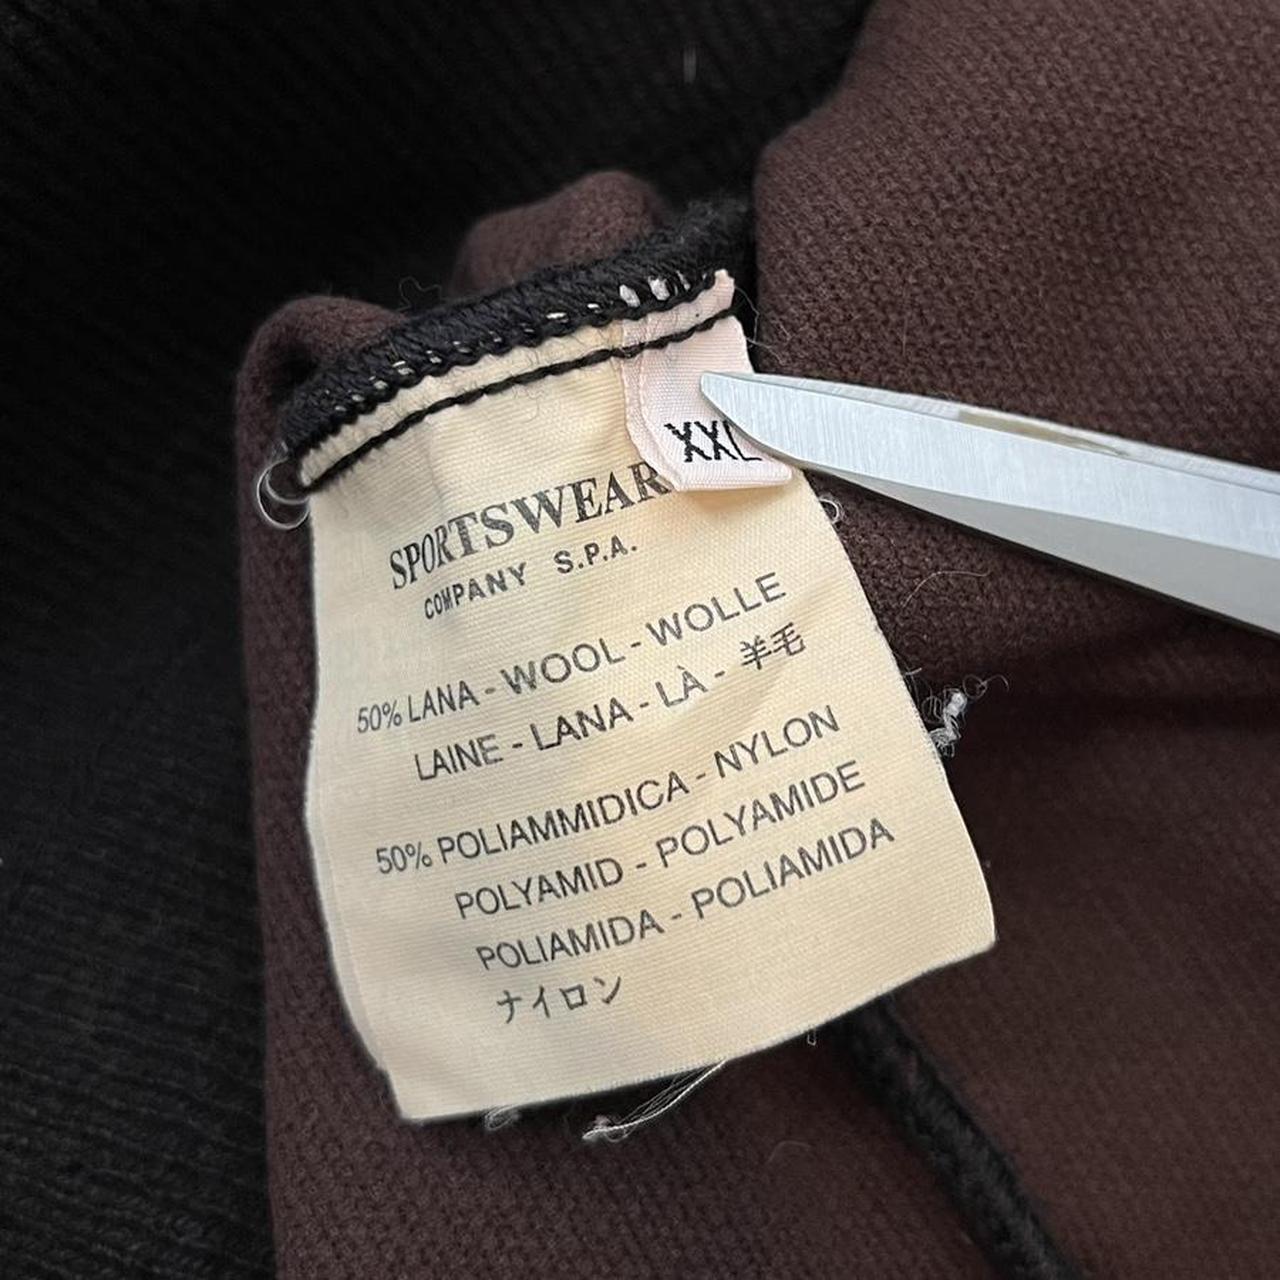 XXL
SPORTSWEAR
COMPANY S.P.A.
50% LANA - WOOL - WOLLE
LAINE - LANA - LÀ - 羊毛
50% POLIAMMIDICA - NYLON
POLYAMID - POLYAMIDE
POLIAMIDA - POLIAMIDA
ナイロン